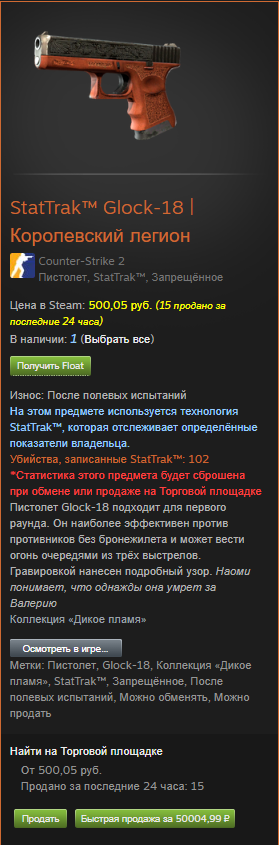 StatTrak™ Glock-18 |
Королевский легион
Counter-Strike 2
Пистолет, StatTrak™, Запрещённое
Цена в Steam: 500,05 руб. (15 продано за
последние 24 часа)
В наличии: 1 (Выбрать все)
Получить Float
Износ: После полевых испытаний
На этом предмете используется технология
StatTrak™, которая отслеживает определённые
показатели владельца.
Убийства, записанные StatTrak™: 102
*Статистика этого предмета будет сброшена
при обмене или продаже на Торговой площадке
Пистолет Glock-18 подходит для первого
раунда. Он наиболее эффективен против
противников без бронежилета и может вести
огонь очередями из трёх выстрелов.
Гравировкой нанесен подробный узор. Наоми
понимает, что однажды она умрет за
Валерию
Коллекция «Дикое пламя»
Осмотреть в игре...
Метки: Пистолет, Glock-18, Коллекция «Дикое
пламя», StatTrak™, Запрещённое, После
полевых испытаний, Можно обменять, Можно
продать
Найти на Торговой площадке
От 500,05 руб.
Продано за последние 24 часа: 15
Продать
Быстрая продажа за 50004,99 ₽